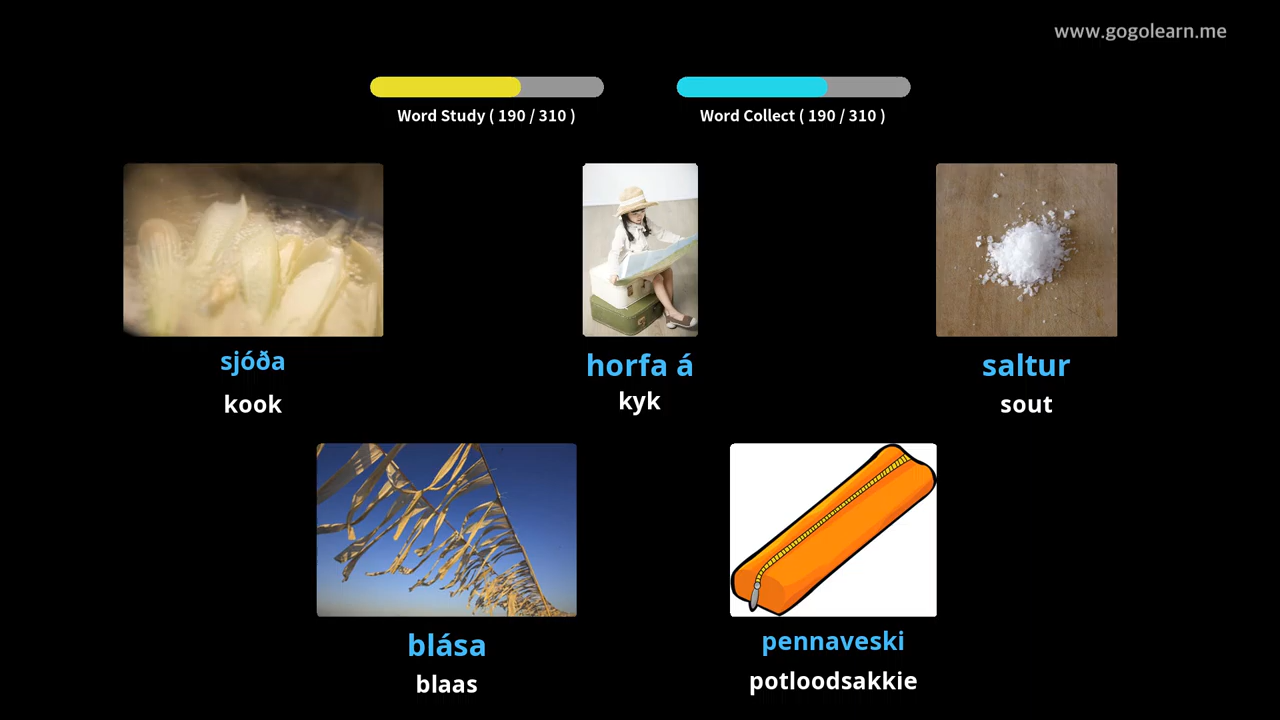 www.gogolearn.me
Word Study ( 190 / 310 )
Word Collect ( 190 / 310 )
sjóða
kook
horfa á
kyk
saltur
sout
blása
blaas
pennaveski
potloodsakkie